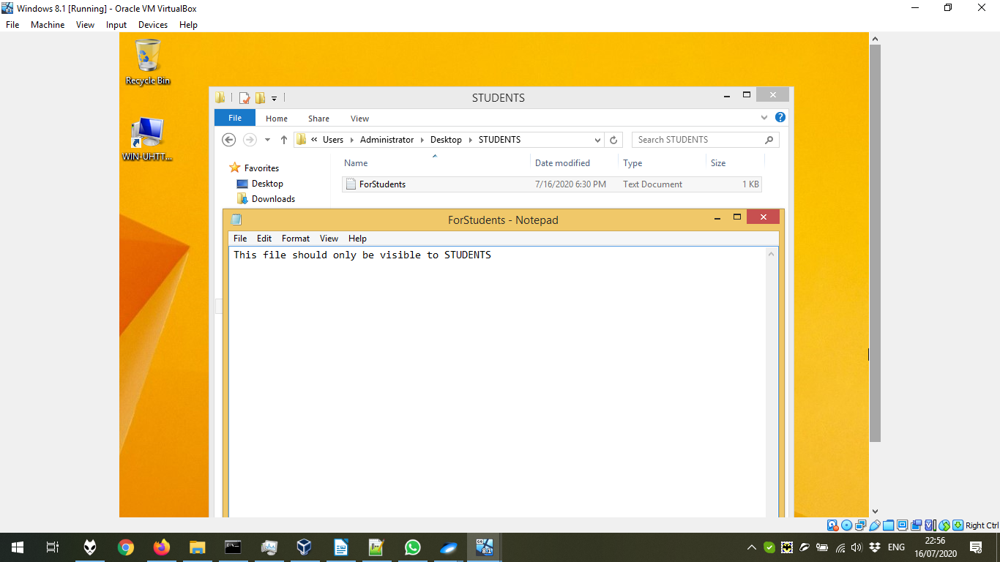 Windows 8.1 [Running] - Oracle VM VirtualBox
File Machine View Input Devices Help
Recycle Bin
WIN-UHTT...
STUDENTS
File Home Share View
« Users Administrator Desktop STUDENTS
Search STUDENTS
Name Date modified Type Size
Favorites
Desktop
Downloads
ForStudents 7/16/2020 6:30 PM Text Document 1 KB
ForStudents - Notepad
File Edit Format View Help
This file should only be visible to STUDENTS
Right Ctrl
ENG
22:56
16/07/2020